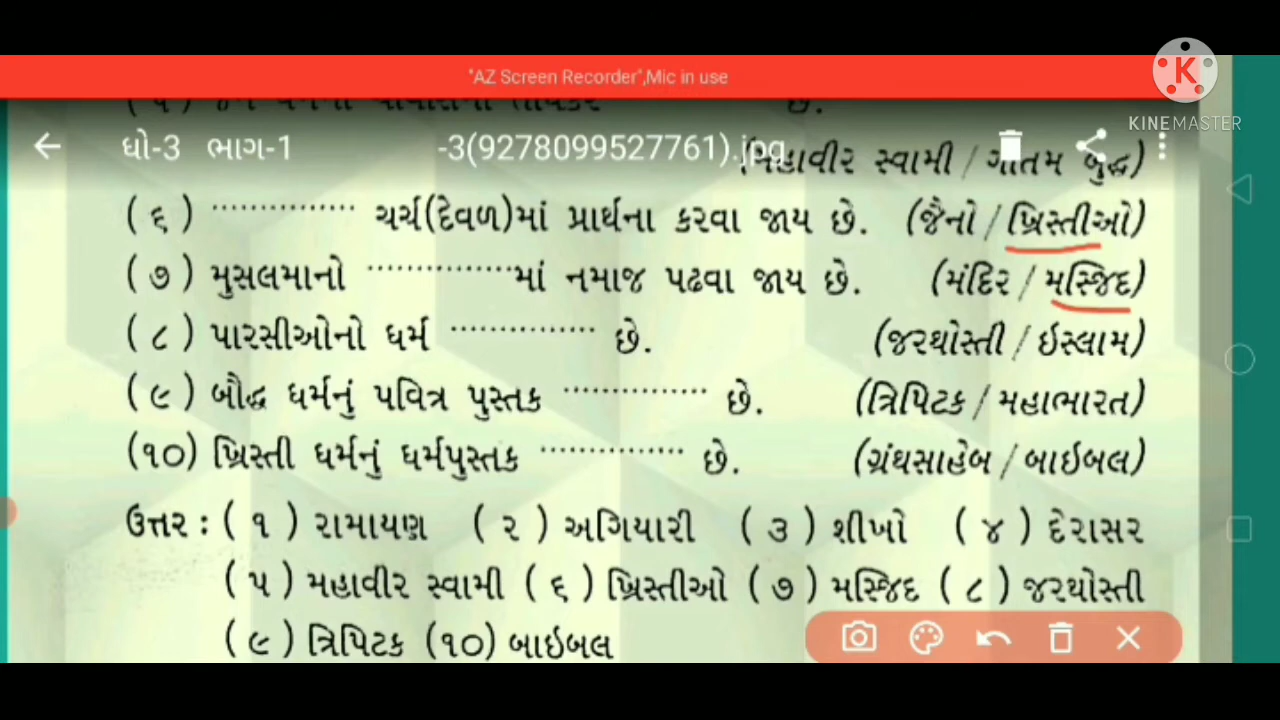 "AZ Screen Recorder",Mic in use
KINEMASTER
ધો-3 ભાગ-1 -3(9278099527761).jpg
(મહાવીર સ્વામી / ગૌતમ બુદ્ધ)
(૬) .............. ચર્ચ(દેવળ)માં પ્રાર્થના કરવા જાય છે. (જૈનો / ખ્રિસ્તીઓ)
(૭) મુસલમાનો ..............માં નમાજ પઢવા જાય છે. (મંદિર / મસ્જિદ)
(૮) પારસીઓનો ધર્મ .............. છે. (જરથોસ્તી / ઇસ્લામ)
(૯) બૌદ્ધ ધર્મનું પવિત્ર પુસ્તક .............. છે. (ત્રિપિટક / મહાભારત)
(૧૦) ખ્રિસ્તી ધર્મનું ધર્મપુસ્તક .............. છે. (ગ્રંથસાહેબ / બાઇબલ)
ઉત્તર : (૧) રામાયણ (૨) અગિયારી (૩) શીખો (૪) દેરાસર
(૫) મહાવીર સ્વામી (૬) ખ્રિસ્તીઓ (૭) મસ્જિદ (૮) જરથોસ્તી
(૯) ત્રિપિટક (૧૦) બાઇબલ